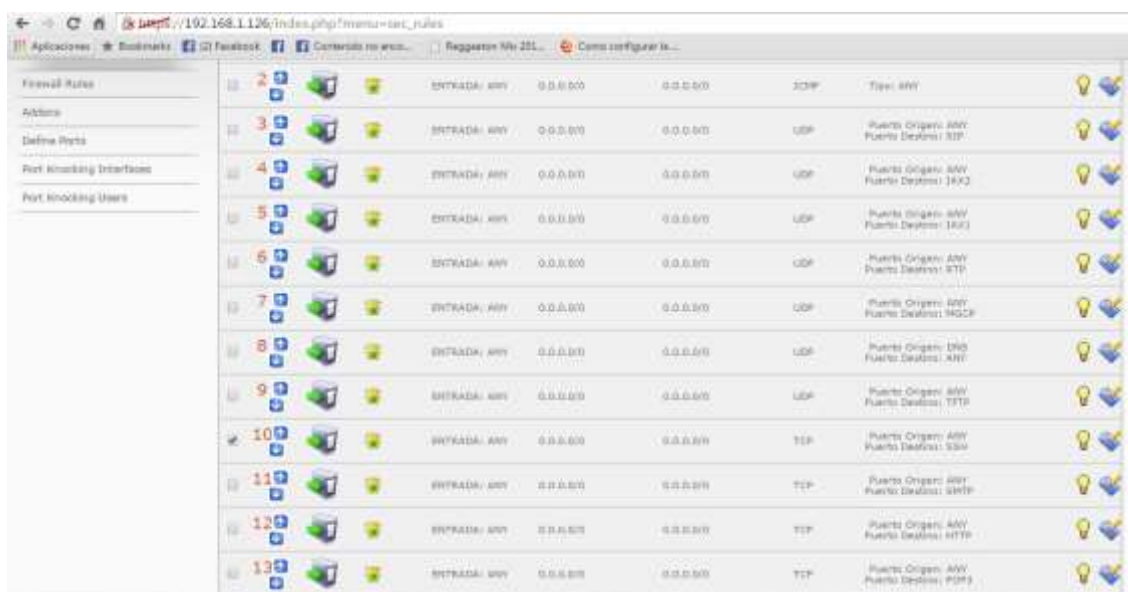 https://192.168.1.126/index.php?menu=sec_rules
Aplicaciones Bookmarks (2) Facebook Contenido no enco... Reggaeton Mix 201... Como configurar la...
Firewall Rules
Addons
Define Ports
Port Knocking Interfaces
Port Knocking Users
2 ENTRADA: ANY 0.0.0.0/0 0.0.0.0/0 ICMP Tipo: ANY
3 ENTRADA: ANY 0.0.0.0/0 0.0.0.0/0 UDP Puerto Origen: ANY
Puerto Destino: SIP
4 ENTRADA: ANY 0.0.0.0/0 0.0.0.0/0 UDP Puerto Origen: ANY
Puerto Destino: IAX2
5 ENTRADA: ANY 0.0.0.0/0 0.0.0.0/0 UDP Puerto Origen: ANY
Puerto Destino: IAX1
6 ENTRADA: ANY 0.0.0.0/0 0.0.0.0/0 UDP Puerto Origen: ANY
Puerto Destino: RTP
7 ENTRADA: ANY 0.0.0.0/0 0.0.0.0/0 UDP Puerto Origen: ANY
Puerto Destino: MGCP
8 ENTRADA: ANY 0.0.0.0/0 0.0.0.0/0 UDP Puerto Origen: DNS
Puerto Destino: ANY
9 ENTRADA: ANY 0.0.0.0/0 0.0.0.0/0 UDP Puerto Origen: ANY
Puerto Destino: TFTP
10 ENTRADA: ANY 0.0.0.0/0 0.0.0.0/0 TCP Puerto Origen: ANY
Puerto Destino: SSH
11 ENTRADA: ANY 0.0.0.0/0 0.0.0.0/0 TCP Puerto Origen: ANY
Puerto Destino: SMTP
12 ENTRADA: ANY 0.0.0.0/0 0.0.0.0/0 TCP Puerto Origen: ANY
Puerto Destino: HTTP
13 ENTRADA: ANY 0.0.0.0/0 0.0.0.0/0 TCP Puerto Origen: ANY
Puerto Destino: POP3